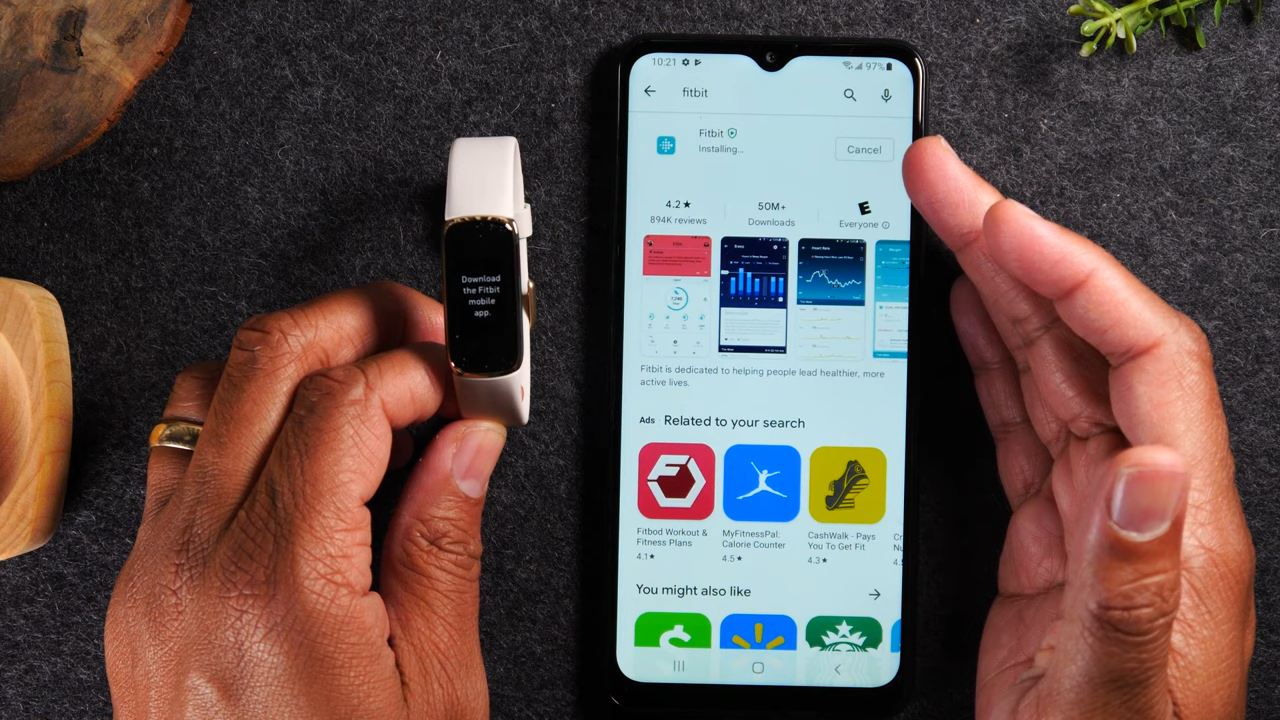 Download
the Fitbit
mobile
app.
10:21
97%
fitbit
Fitbit
Installing...
Cancel
4.2★
894K reviews
50M+
Downloads
E
Everyone
Fitbit is dedicated to helping people lead healthier, more
active lives.
Ads · Related to your search
Fitbod Workout &
Fitness Plans
4.1★
MyFitnessPal:
Calorie Counter
4.5★
CashWalk - Pays
You To Get Fit
4.3★
You might also like